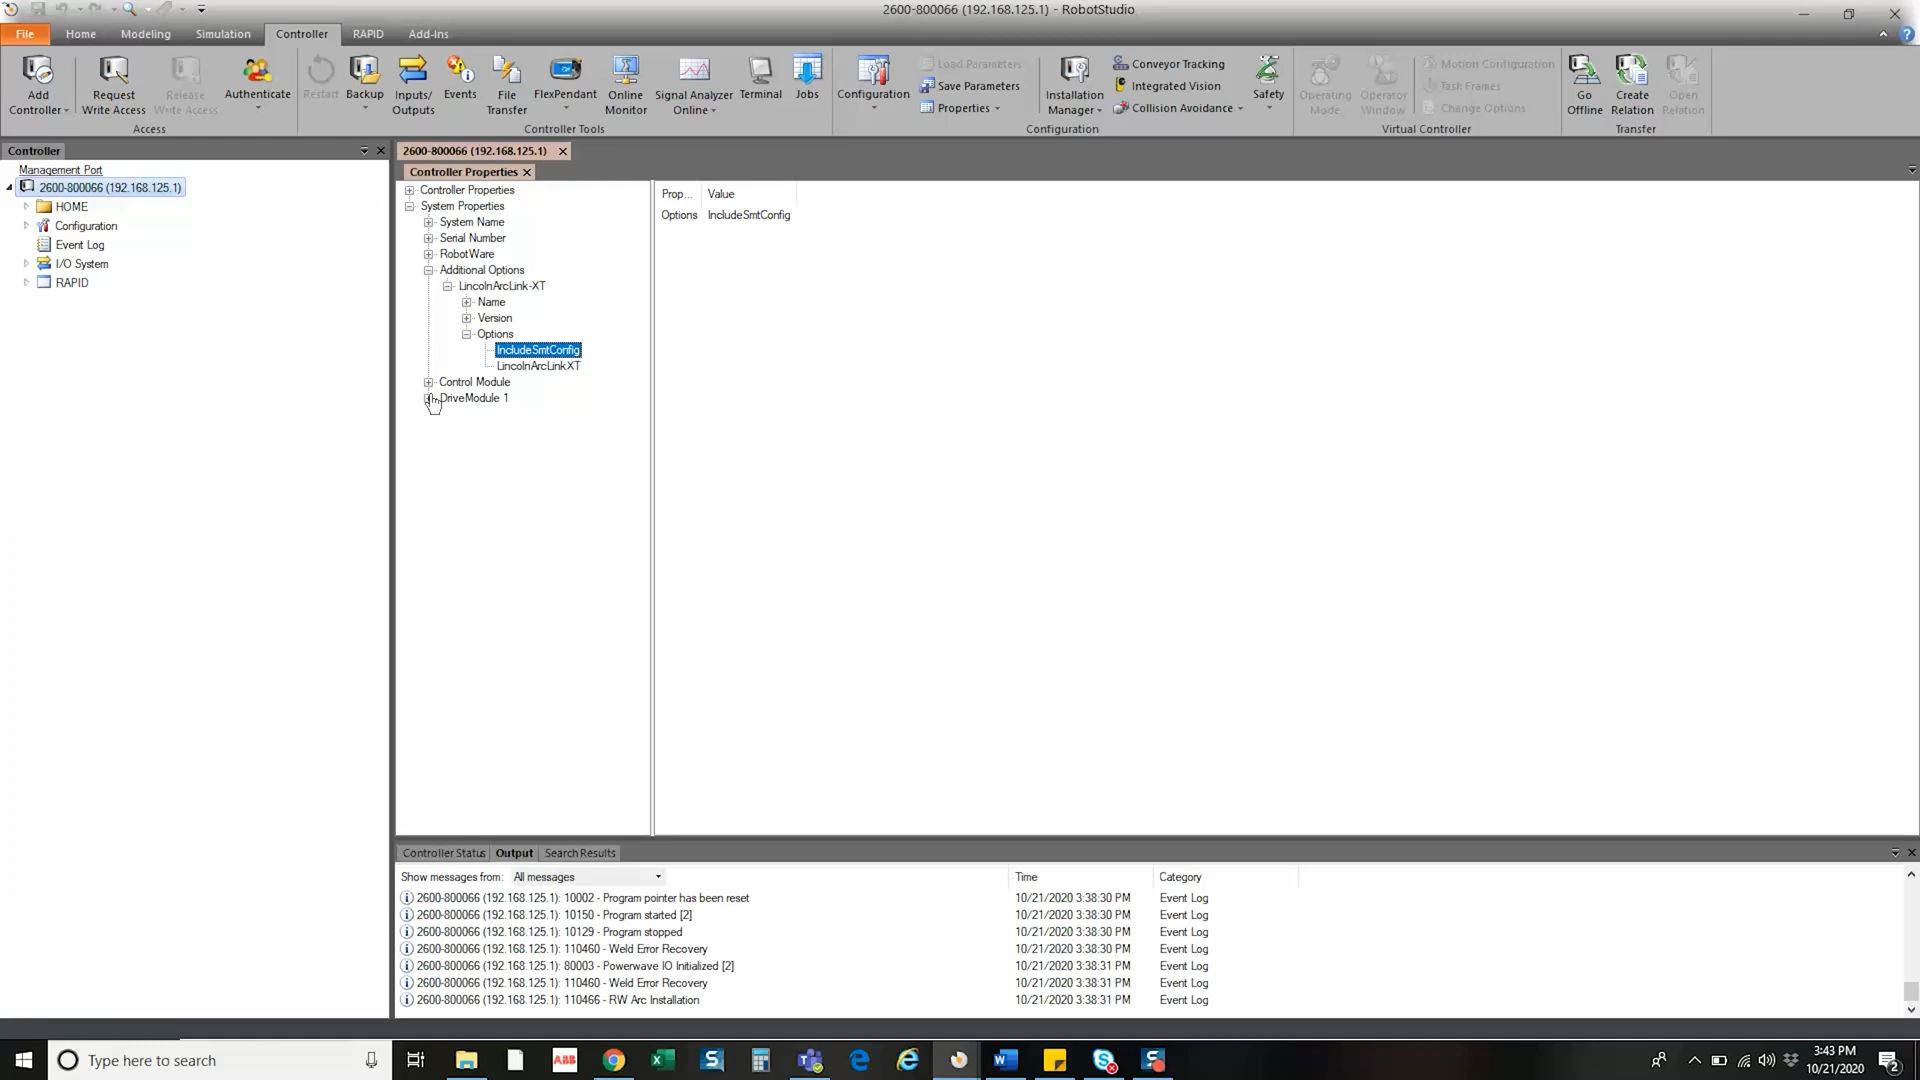 2600-800066 (192.168.125.1) - RobotStudio
File Home Modeling Simulation Controller RAPID Add-Ins
Add Controller
Request Write Access
Release Write Access
Authenticate
Restart
Backup
Inputs/ Outputs
Events
File Transfer
FlexPendant
Online Monitor
Signal Analyzer Online
Terminal
Jobs
Configuration
Load Parameters
Save Parameters
Properties
Installation Manager
Conveyor Tracking
Integrated Vision
Collision Avoidance
Safety
Operating Mode
Operator Window
Motion Configuration
Task Frames
Change Options
Go Offline
Create Relation
Open Relation
Access Controller Tools Configuration Virtual Controller Transfer
Controller
Management Port
2600-800066 (192.168.125.1)
HOME
Configuration
Event Log
I/O System
RAPID
2600-800066 (192.168.125.1)
Controller Properties
Controller Properties
System Properties
System Name
Serial Number
RobotWare
Additional Options
LincolnArcLink-XT
Name
Version
Options
IncludeSmtConfig
LincolnArcLinkXT
Control Module
DriveModule 1
Prop... Value
Options IncludeSmtConfig
Controller Status Output Search Results
Show messages from: All messages Time Category
2600-800066 (192.168.125.1): 10002 - Program pointer has been reset 10/21/2020 3:38:30 PM Event Log
2600-800066 (192.168.125.1): 10150 - Program started [2] 10/21/2020 3:38:30 PM Event Log
2600-800066 (192.168.125.1): 10129 - Program stopped 10/21/2020 3:38:30 PM Event Log
2600-800066 (192.168.125.1): 110460 - Weld Error Recovery 10/21/2020 3:38:30 PM Event Log
2600-800066 (192.168.125.1): 80003 - Powerwave IO Initialized [2] 10/21/2020 3:38:31 PM Event Log
2600-800066 (192.168.125.1): 110460 - Weld Error Recovery 10/21/2020 3:38:31 PM Event Log
2600-800066 (192.168.125.1): 110466 - RW Arc Installation 10/21/2020 3:38:31 PM Event Log
Type here to search
ABB
3:43 PM
10/21/2020
2